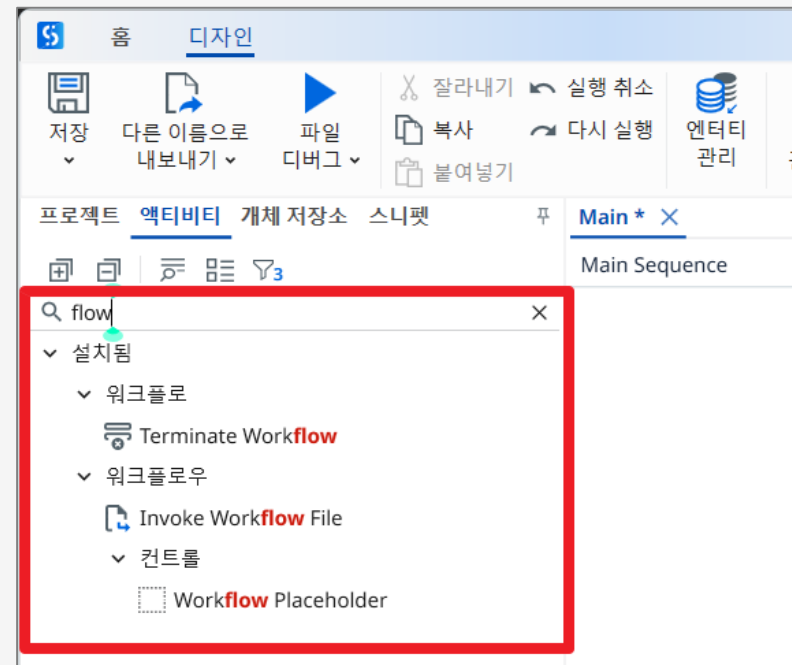 홈 디자인
저장
다른 이름으로
내보내기
파일
디버그
잘라내기
복사
붙여넣기
실행 취소
다시 실행
엔터티
관리
프로젝트 액티비티 개체 저장소 스니펫
Main *
3
Main Sequence
flow
설치됨
워크플로
Terminate Workflow
워크플로우
Invoke Workflow File
컨트롤
Workflow Placeholder